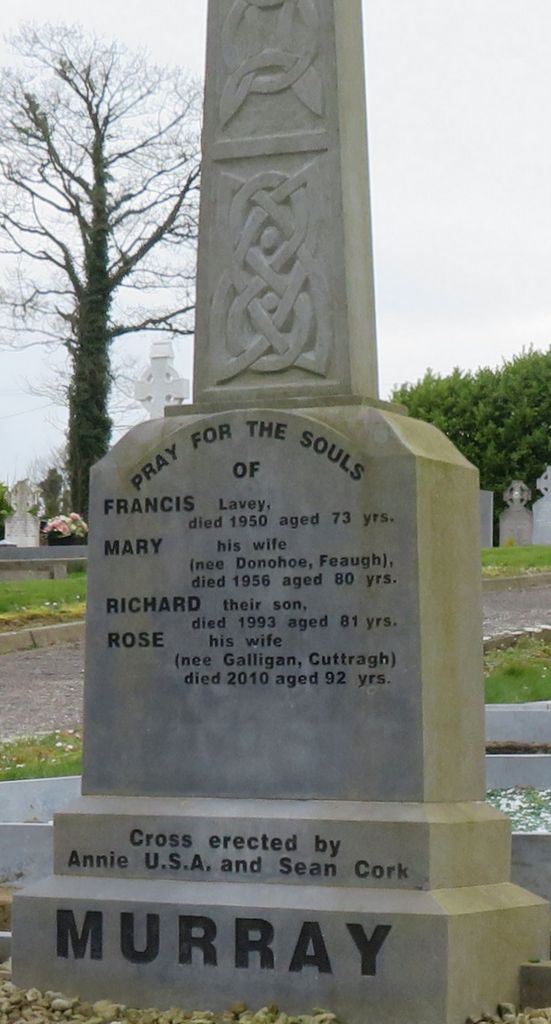 PRAY FOR THE SOULS
OF
FRANCIS Lavey,
died 1950 aged 73 yrs.
MARY his wife
(nee Donohoe, Feaugh),
died 1956 aged 80 yrs.
RICHARD their son,
died 1993 aged 81 yrs.
ROSE his wife
(nee Galligan, Cuttragh)
died 2010 aged 92 yrs.
Cross erected by
Annie U.S.A. and Sean Cork
MURRAY